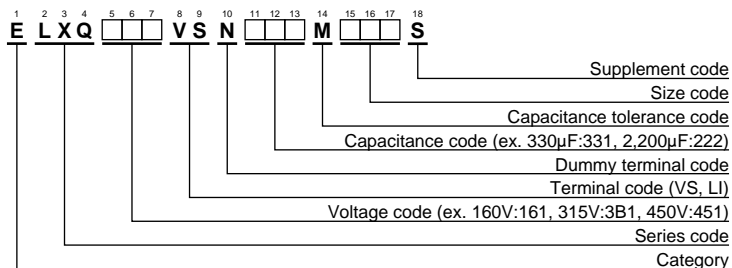 1 2 3 4 5 6 7 8 9 10 11 12 13 14 15 16 17 18
E L X Q V S N M S
Supplement code
Size code
Capacitance tolerance code
Capacitance code (ex. 330µF:331, 2,200µF:222)
Dummy terminal code
Terminal code (VS, LI)
Voltage code (ex. 160V:161, 315V:3B1, 450V:451)
Series code
Category